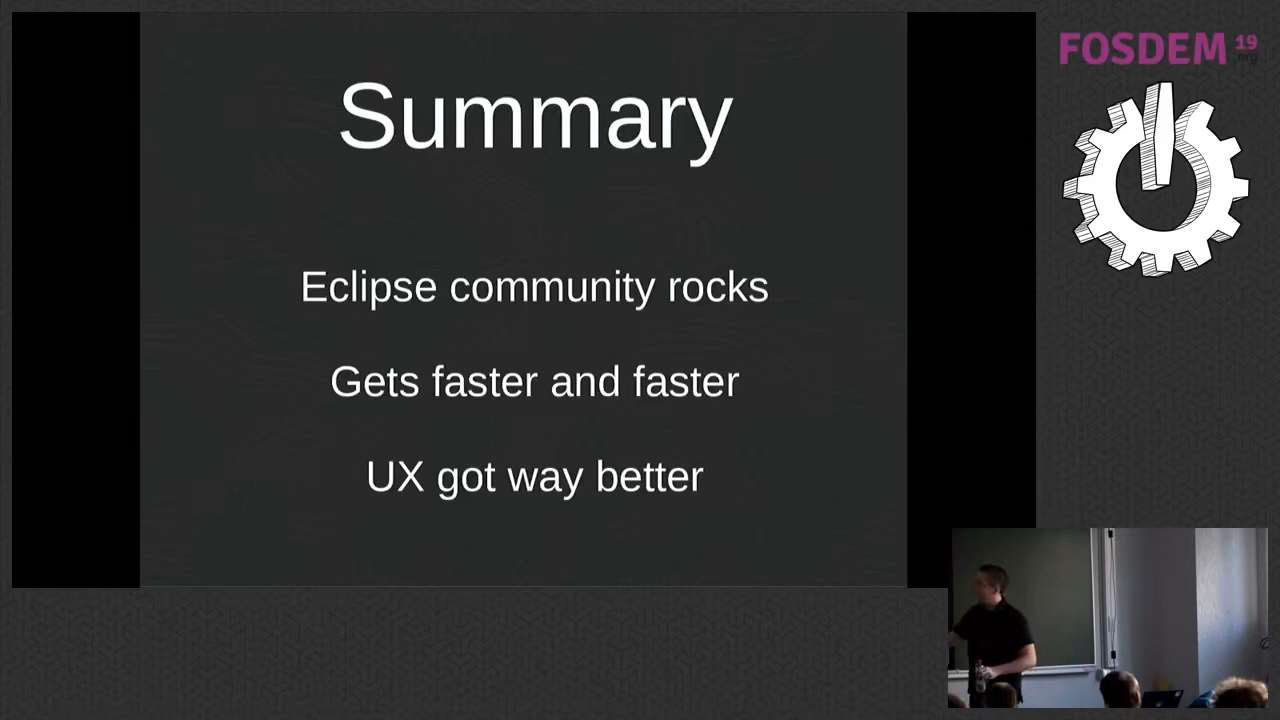 Summary
Eclipse community rocks
Gets faster and faster
UX got way better
FOSDEM 19
.org